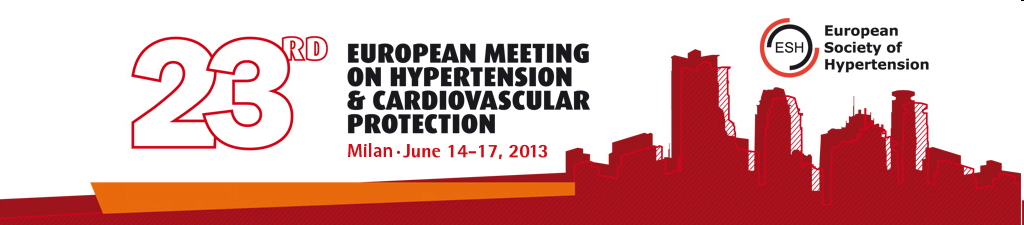 23RD
EUROPEAN MEETING
ON HYPERTENSION
& CARDIOVASCULAR
PROTECTION
Milan · June 14-17, 2013
ESH
European
Society of
Hypertension